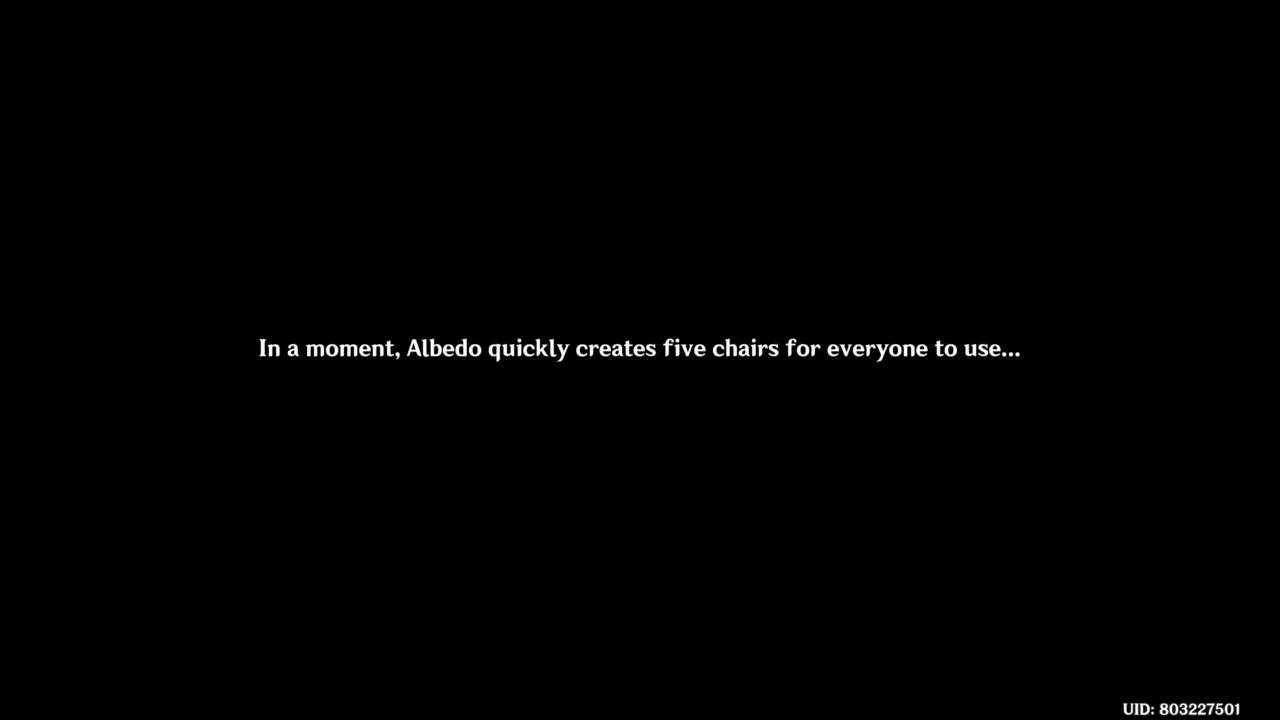 In a moment, Albedo quickly creates five chairs for everyone to use...
UID: 803227501